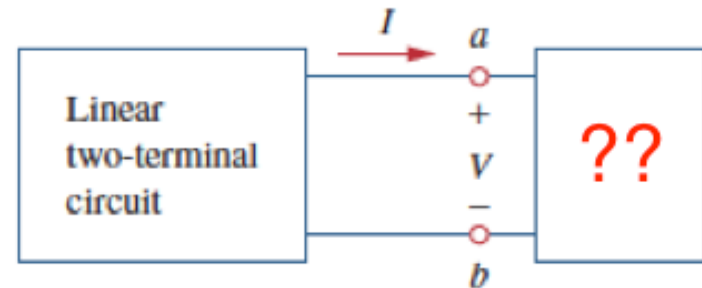 I
a
Linear
two-terminal
circuit
+
V
–
b
??